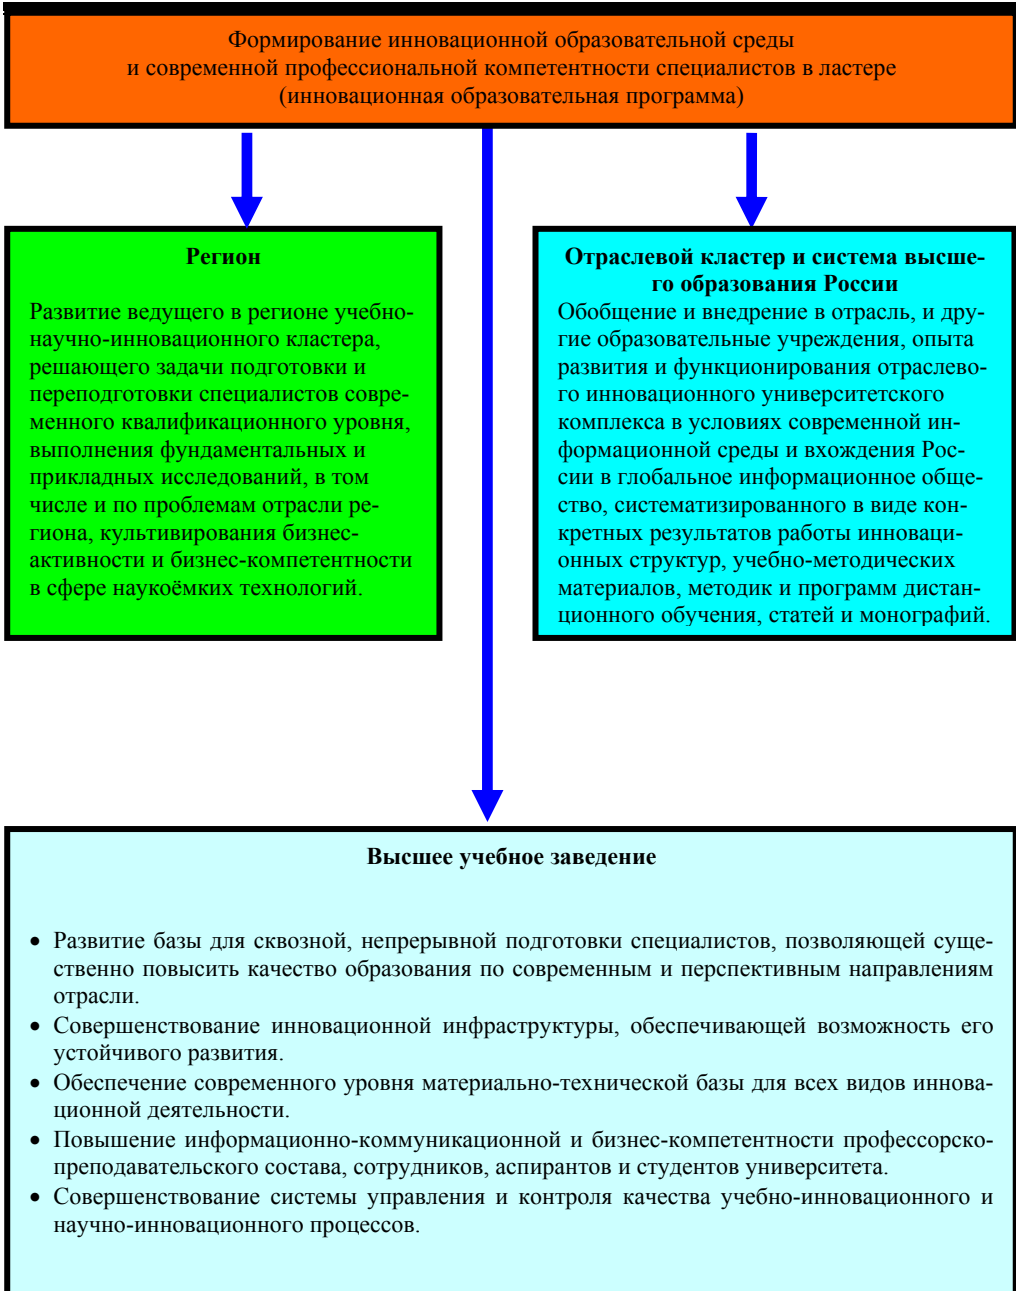 Формирование инновационной образовательной среды
и современной профессиональной компетентности специалистов в ластере
(инновационная образовательная программа)
Регион
Развитие ведущего в регионе учебно-
научно-инновационного кластера,
решающего задачи подготовки и
переподготовки специалистов совре-
менного квалификационного уровня,
выполнения фундаментальных и
прикладных исследований, в том
числе и по проблемам отрасли ре-
гиона, культивирования бизнес-
активности и бизнес-компетентности
в сфере наукоёмких технологий.
Отраслевой кластер и система высше-
го образования России
Обобщение и внедрение в отрасль, и дру-
гие образовательные учреждения, опыта
развития и функционирования отраслево-
го инновационного университетского
комплекса в условиях современной ин-
формационной среды и вхождения Рос-
сии в глобальное информационное обще-
ство, систематизированного в виде кон-
кретных результатов работы инноваци-
онных структур, учебно-методических
материалов, методик и программ дистан-
ционного обучения, статей и монографий.
Высшее учебное заведение
• Развитие базы для сквозной, непрерывной подготовки специалистов, позволяющей суще-
ственно повысить качество образования по современным и перспективным направлениям
отрасли.
• Совершенствование инновационной инфраструктуры, обеспечивающей возможность его
устойчивого развития.
• Обеспечение современного уровня материально-технической базы для всех видов иннова-
ционной деятельности.
• Повышение информационно-коммуникационной и бизнес-компетентности профессорско-
преподавательского состава, сотрудников, аспирантов и студентов университета.
• Совершенствование системы управления и контроля качества учебно-инновационного и
научно-инновационного процессов.